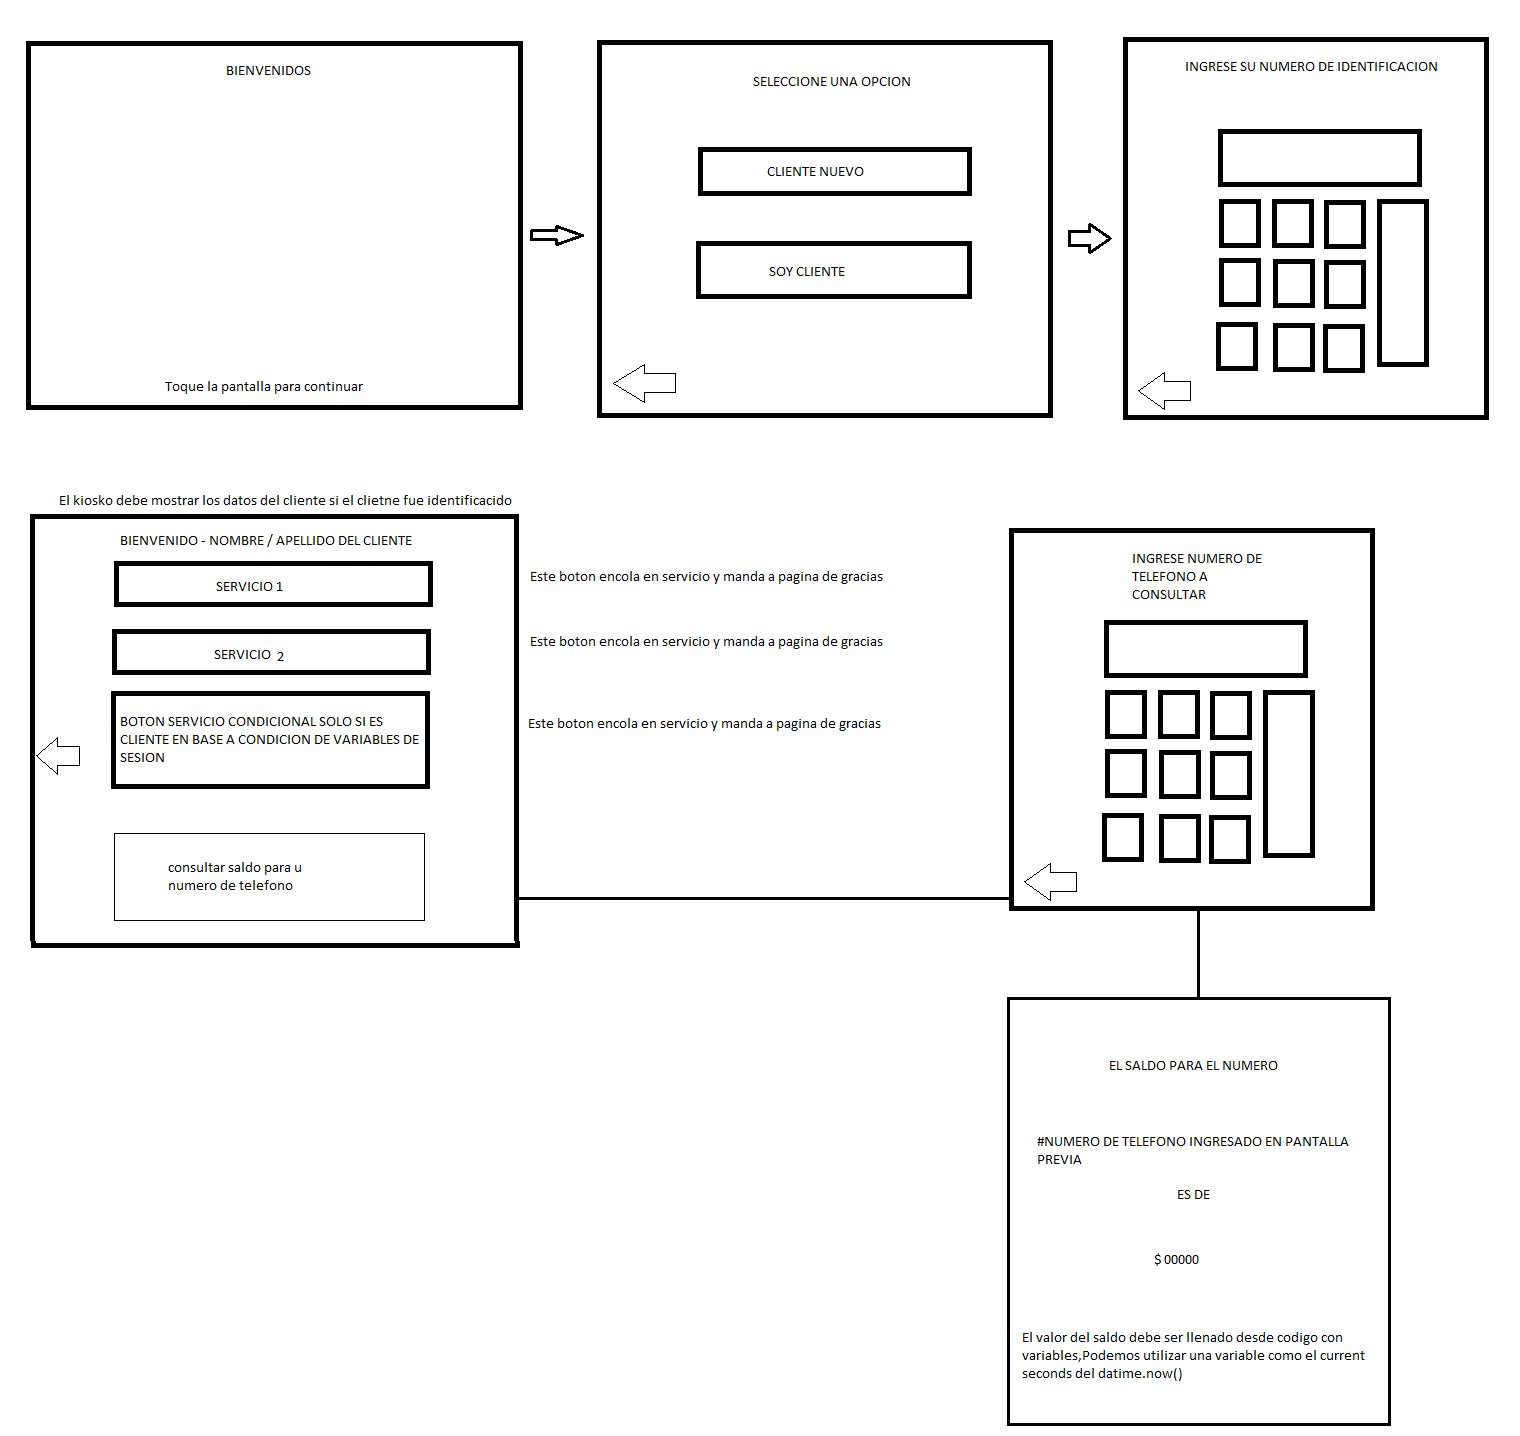 BIENVENIDOS
Toque la pantalla para continuar
SELECCIONE UNA OPCION
CLIENTE NUEVO
SOY CLIENTE
INGRESE SU NUMERO DE IDENTIFICACION
El kiosko debe mostrar los datos del cliente si el clietne fue identificacido
BIENVENIDO - NOMBRE / APELLIDO DEL CLIENTE
SERVICIO 1
Este boton encola en servicio y manda a pagina de gracias
SERVICIO 2
Este boton encola en servicio y manda a pagina de gracias
BOTON SERVICIO CONDICIONAL SOLO SI ES
CLIENTE EN BASE A CONDICION DE VARIABLES DE
SESION
Este boton encola en servicio y manda a pagina de gracias
consultar saldo para u
numero de telefono
INGRESE NUMERO DE
TELEFONO A
CONSULTAR
EL SALDO PARA EL NUMERO
#NUMERO DE TELEFONO INGRESADO EN PANTALLA
PREVIA
ES DE
$ 00000
El valor del saldo debe ser llenado desde codigo con
variables,Podemos utilizar una variable como el current
seconds del datime.now()